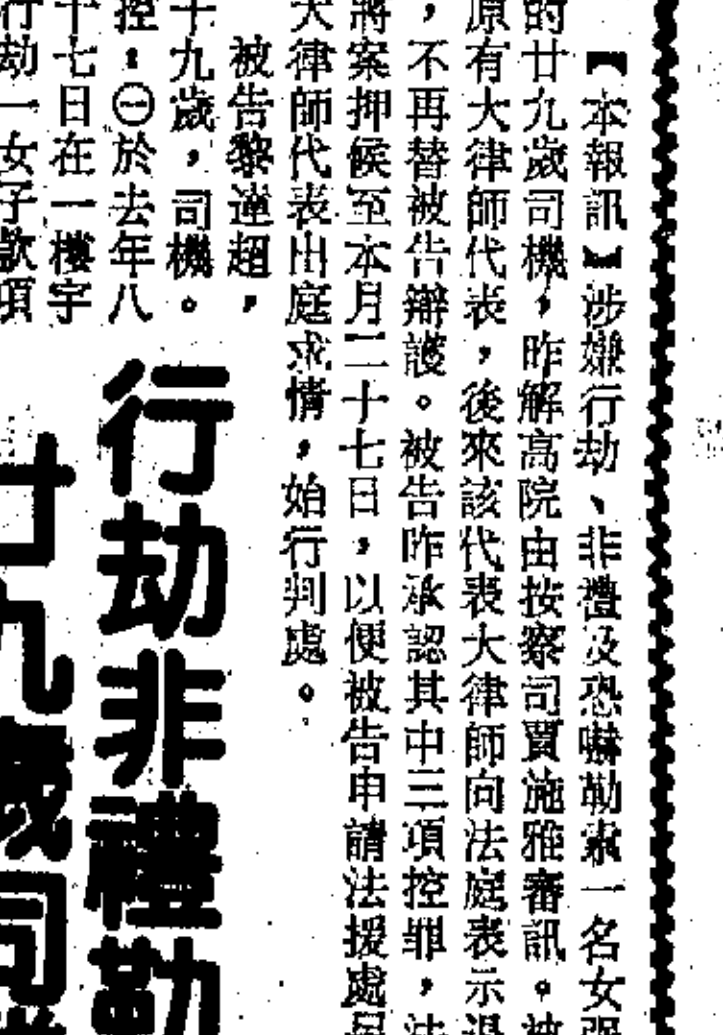 【本報訊】涉嫌行劫、非禮及恐嚇勒索一名女
的廿九歲司機，昨解高院由按察司賈施雅審訊。被
原有大律師代表，後來該代表大律師向法庭表示退
，不再替被告辯護。被告昨承認其中三項控罪，法
將案押候至本月二十七日，以便被告申請法援處
大律師代表出庭求情，始行判處。
被告黎達超，
十九歲，司機。
控：㊀於去年八
十七日在一樓宇
行劫一女子款項
行劫非禮勒
廿九歲司機